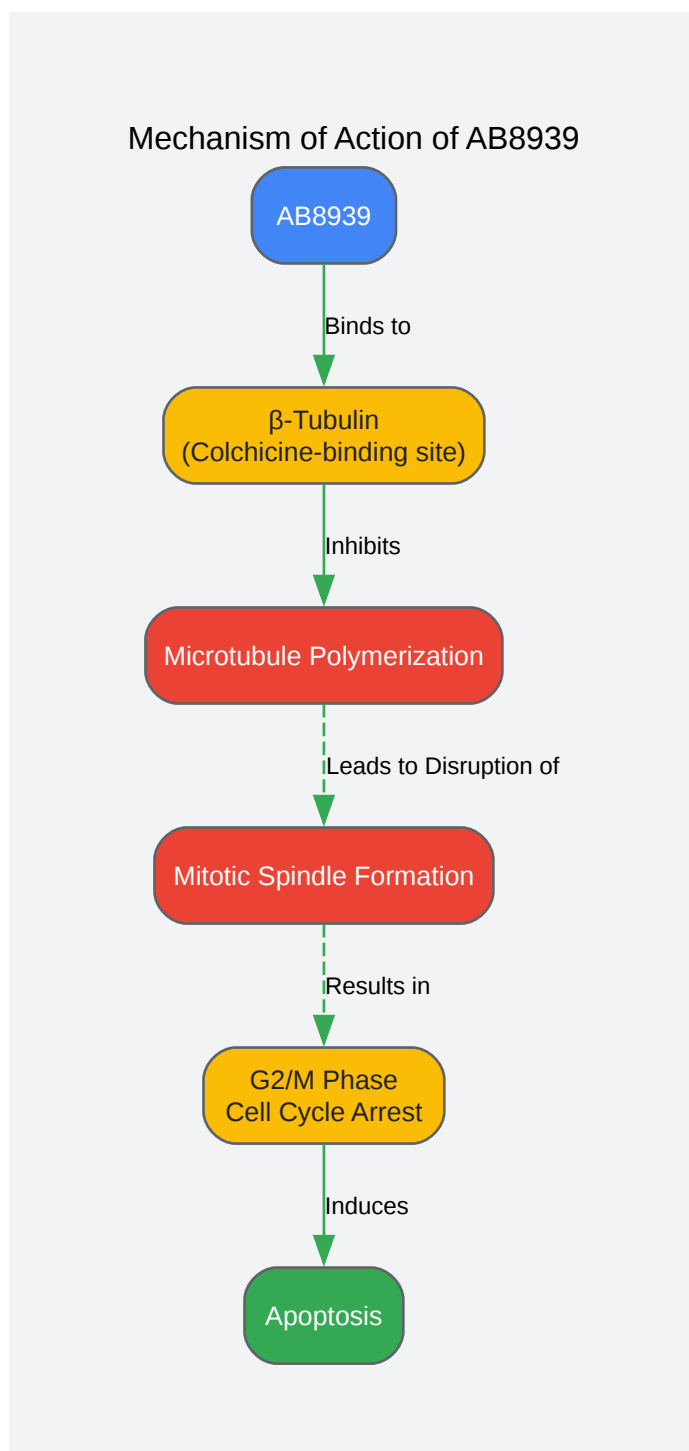 Mechanism of Action of AB8939
AB8939
Binds to
β-Tubulin
(Colchicine-binding site)
Inhibits
Microtubule Polymerization
Leads to Disruption of
Mitotic Spindle Formation
Results in
G2/M Phase
Cell Cycle Arrest
Induces
Apoptosis